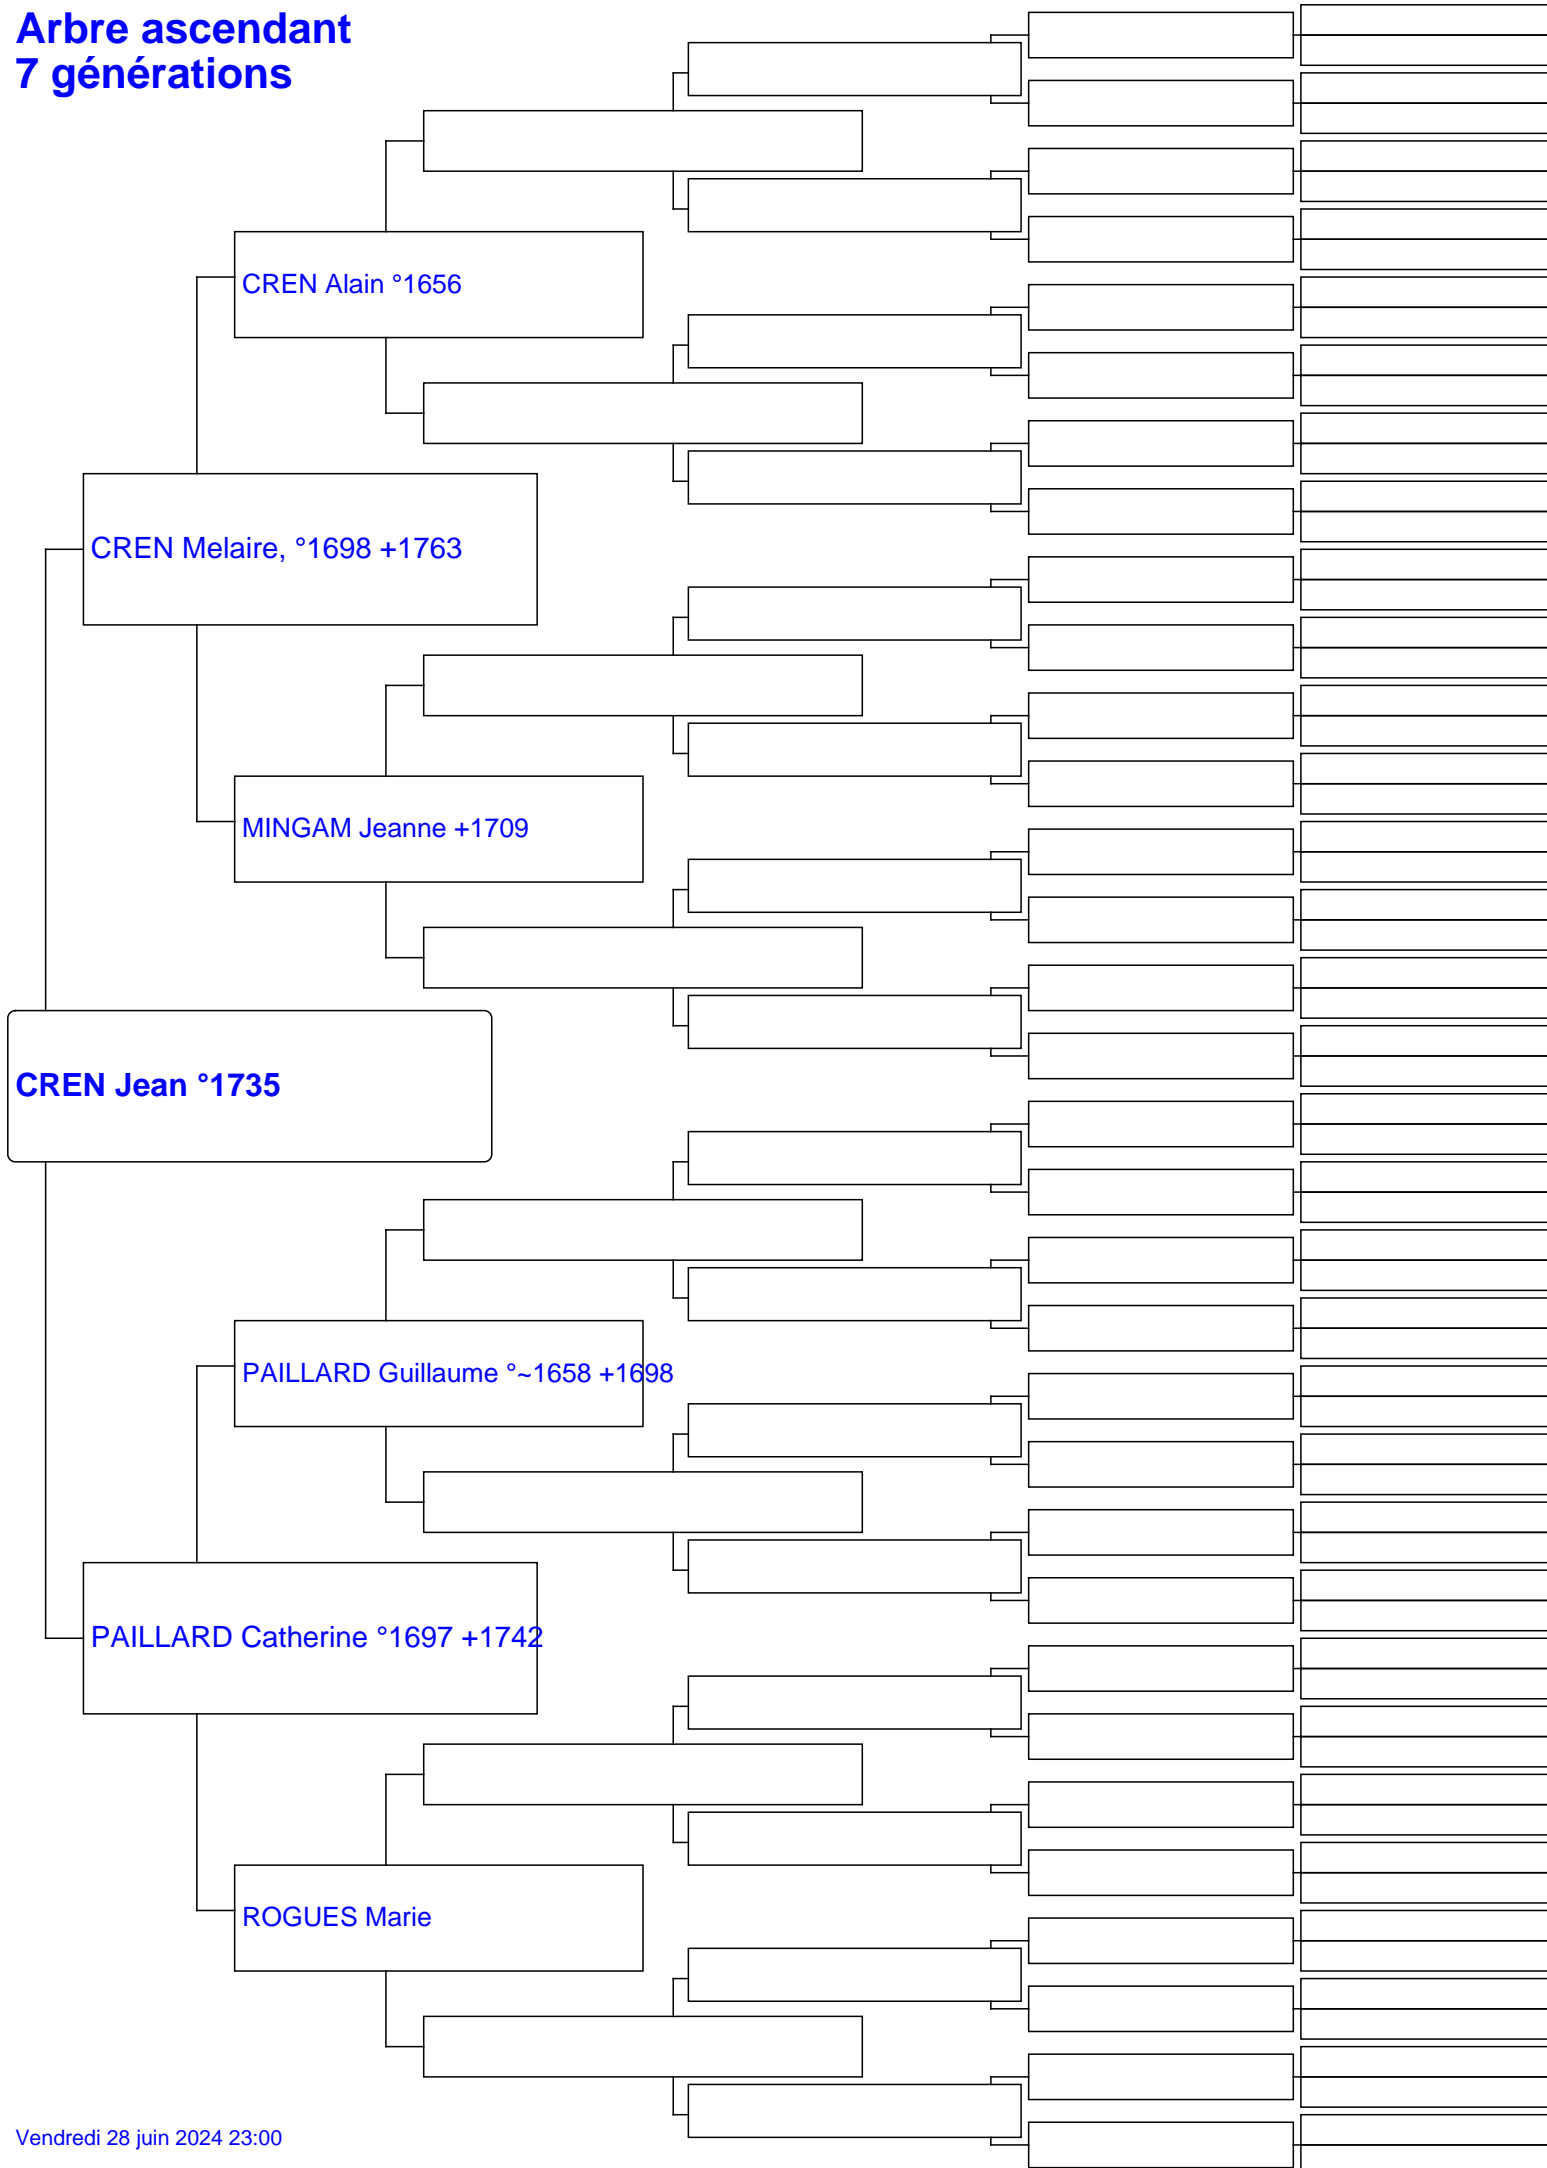 Arbre ascendant
7 générations
CREN Alain °1656
CREN Melaire, °1698 +1763
MINGAM Jeanne +1709
CREN Jean °1735
PAILLARD Guillaume °~1658 +1698
PAILLARD Catherine °1697 +1742
ROGUES Marie
Vendredi 28 juin 2024 23:00